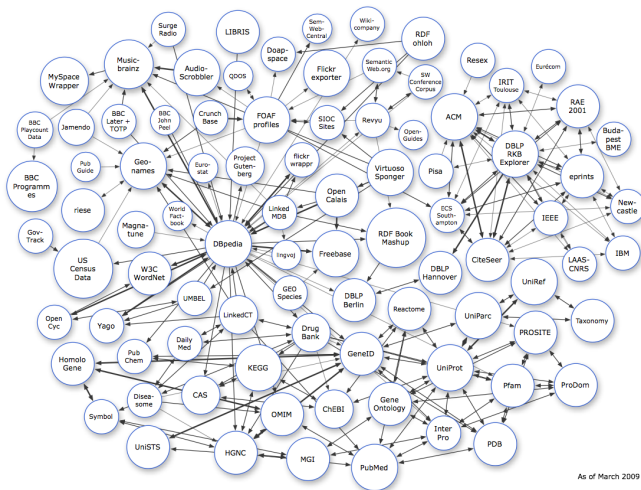 Surge
Radio
LIBRIS
Sem-
Web-
Central
Wiki-
company
RDF
ohloh
Doap-
space
Music-
brainz
Audio-
Scrobbler
QDOS
Flickr
exporter
Semantic
Web.org
Resex
Eurécom
MySpace
Wrapper
SW
Conference
Corpus
IRIT
Toulouse
RAE
2001
BBC
Playcount
Data
Jamendo
BBC
Later +
TOTP
BBC
John
Peel
Crunch
Base
FOAF
profiles
SIOC
Sites
Revyu
Open-
Guides
ACM
DBLP
RKB
Explorer
Buda-
pest
BME
Pub
Guide
Geo-
names
Euro-
stat
Project
Guten-
berg
flickr
wrappr
Virtuoso
Sponger
Pisa
eprints
BBC
Programm
es
riese
World
Fact-
book
Linked
MDB
Open
Calais
ECS
South-
ampton
IEEE
New-
castle
Gov-
Track
Magna-
tune
DBpedia
RDF Book
Mashup
US
Census
Data
W3C
WordNet
lingvoj
Freebase
DBLP
Hannover
CiteSeer
LAAS-
CNRS
IBM
Open
Cyc
Yago
UMBEL
GEO
Species
DBLP
Berlin
UniRef
LinkedCT
Reactome
UniParc
Taxonomy
Drug
Bank
Homolo
Gene
Pub
Chem
Daily
Med
KEGG
GeneID
UniProt
PROSITE
Pfam
ProDom
Symbol
Disea-
some
CAS
OMIM
ChEBI
Gene
Ontology
Inter
Pro
PDB
UniSTS
HGNC
MGI
PubMed
As of March 2009